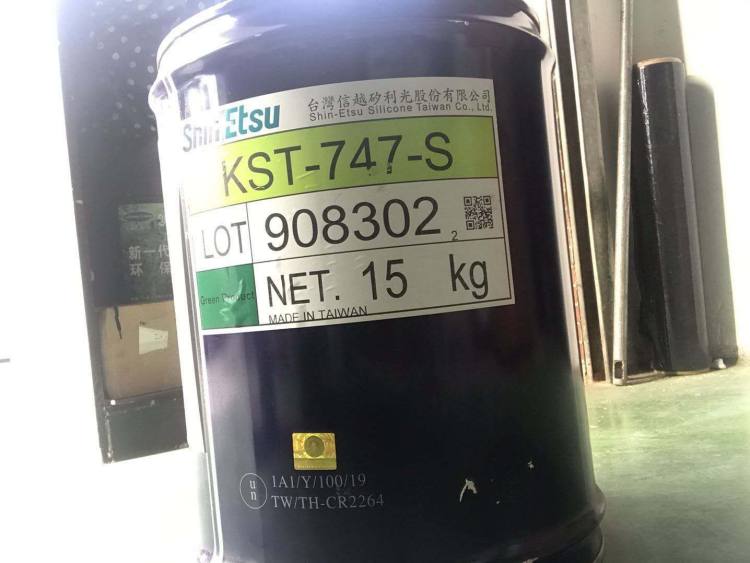 ShinEtsu
台灣信越矽利光股份有限公司
Shin-Etsu Silicone Taiwan Co., Ltd.
KST-747-S
LOT 908302 2
Green Product
NET. 15 kg
MADE IN TAIWAN
新一代
环保
u
n
1A1/Y/100/19
TW/TH-CR2264